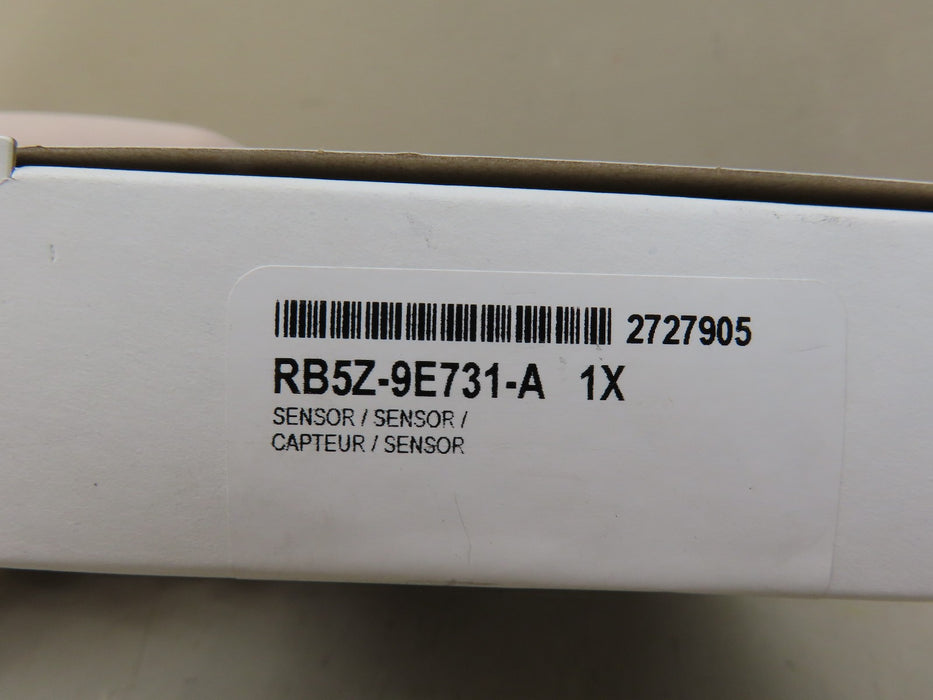 2727905
RB5Z-9E731-A 1X
SENSOR / SENSOR /
CAPTEUR / SENSOR